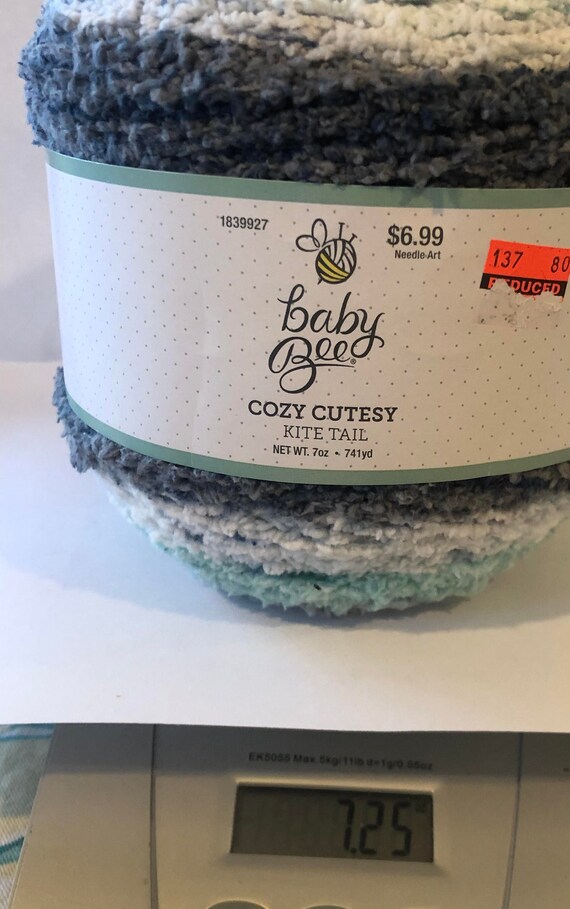 1839927
$6.99
Needle Art
137 80
REDUCED
baby
Bee®
COZY CUTESY
KITE TAIL
NET WT. 7oz • 741yd
EK5055 Max 5kg/11lb d=1g/0.05oz
7.25